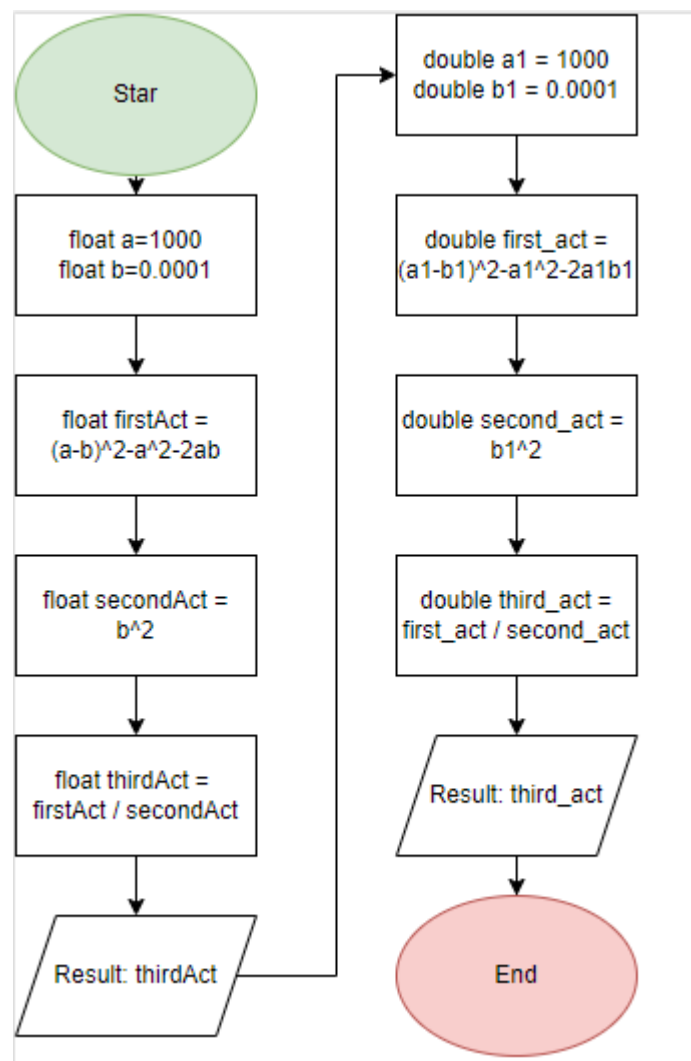 Star
float a=1000
float b=0.0001
float firstAct =
(a-b)^2-a^2-2ab
float secondAct =
b^2
float thirdAct =
firstAct / secondAct
Result: thirdAct
double a1 = 1000
double b1 = 0.0001
double first_act =
(a1-b1)^2-a1^2-2a1b1
double second_act =
b1^2
double third_act =
first_act / second_act
Result: third_act
End